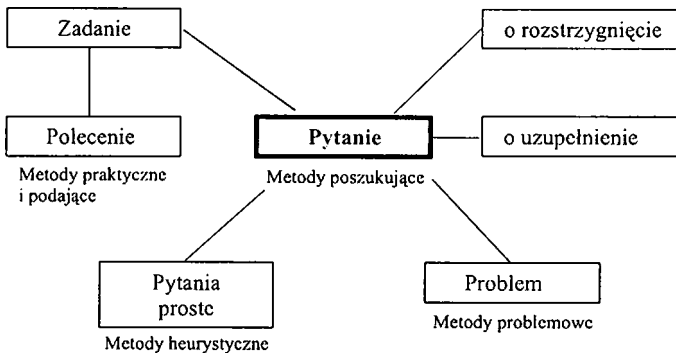 Zadanie
o rozstrzygnięcie
Polecenie
Pytanie
o uzupełnienie
Metody praktyczne
i podające
Metody poszukujące
Pytania
proste
Problem
Metody heurystyczne
Metody problemowe